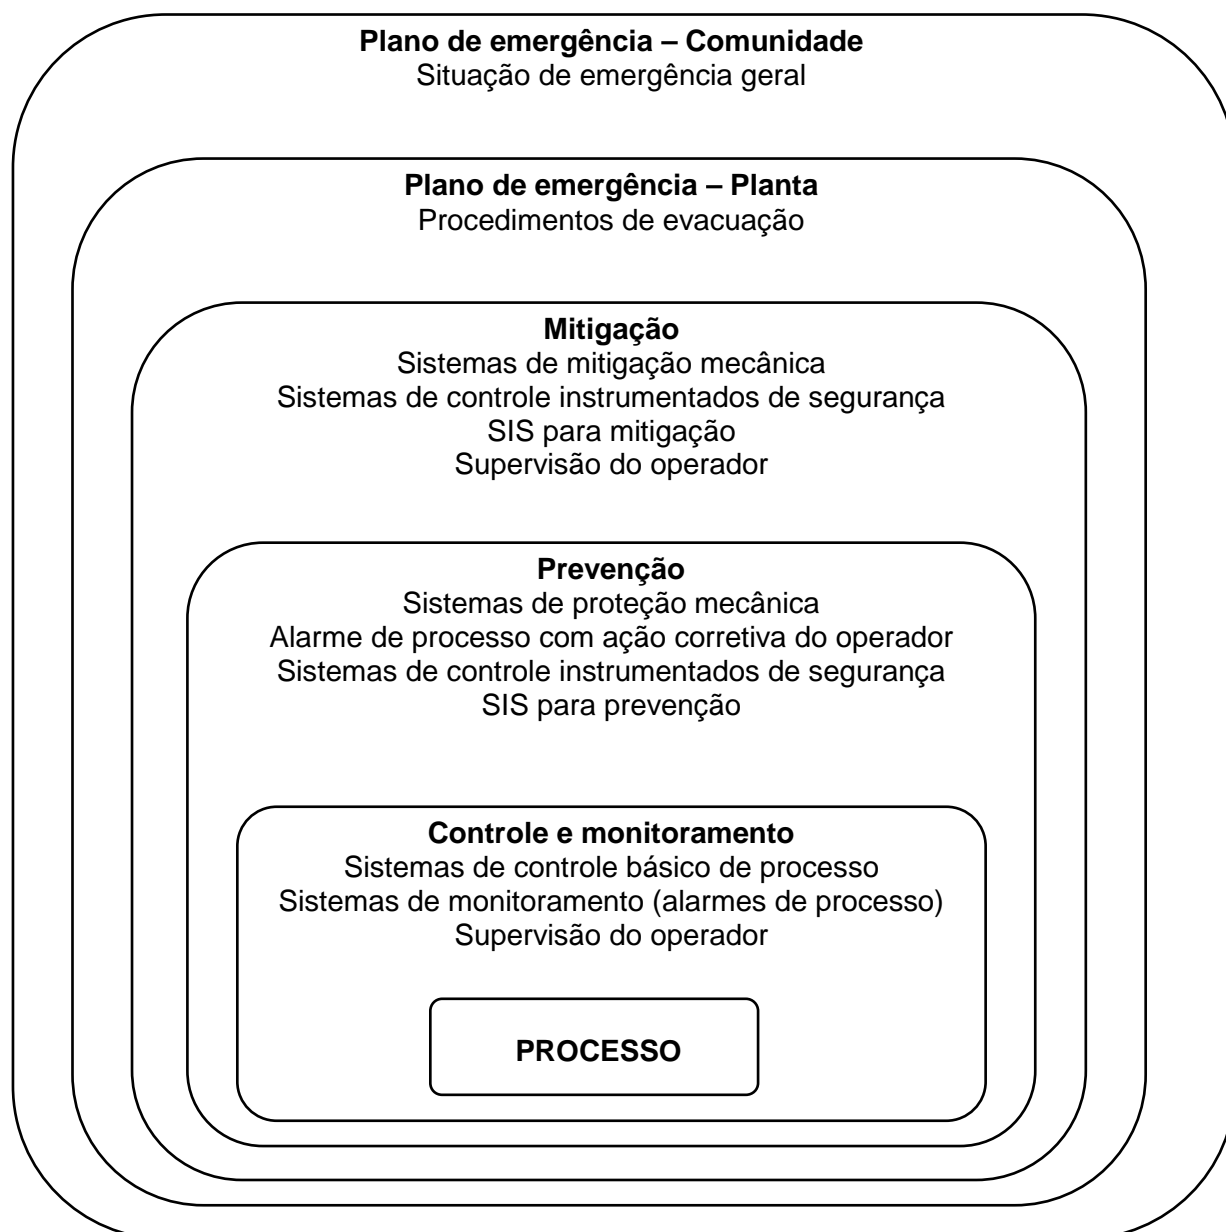 Plano de emergência – Comunidade
Situação de emergência geral
Plano de emergência – Planta
Procedimentos de evacuação
Mitigação
Sistemas de mitigação mecânica
Sistemas de controle instrumentados de segurança
SIS para mitigação
Supervisão do operador
Prevenção
Sistemas de proteção mecânica
Alarme de processo com ação corretiva do operador
Sistemas de controle instrumentados de segurança
SIS para prevenção
Controle e monitoramento
Sistemas de controle básico de processo
Sistemas de monitoramento (alarmes de processo)
Supervisão do operador
PROCESSO